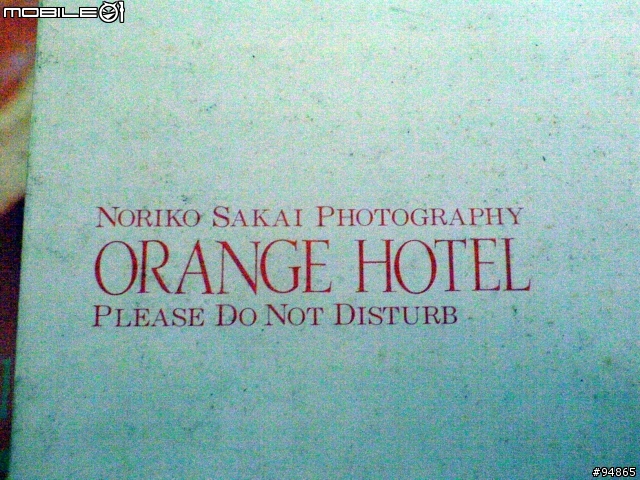 MOBILE01
NORIKO SAKAI PHOTOGRAPHY
ORANGE HOTEL
PLEASE DO NOT DISTURB
#94865